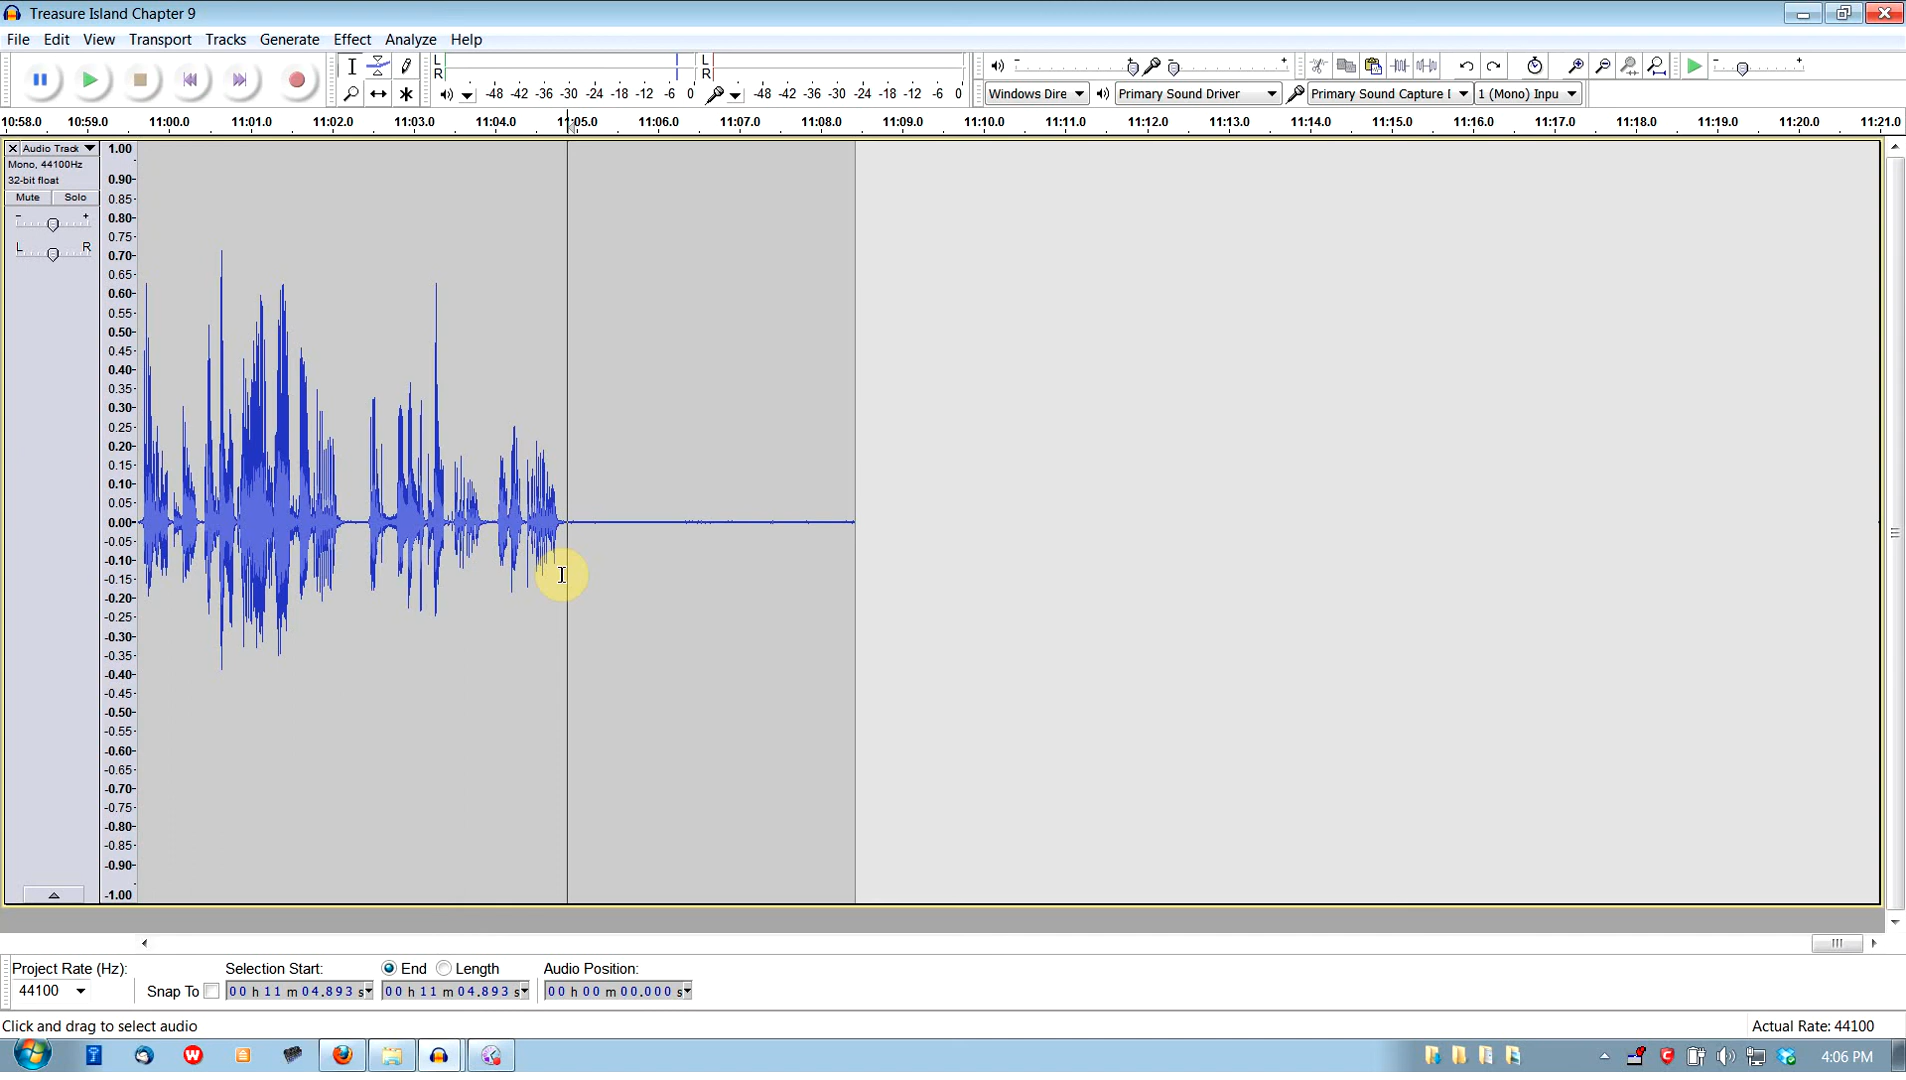 Treasure Island Chapter 9
File Edit View Transport Tracks Generate Effect Analyze Help
L
R
-48 -42 -36 -30 -24 -18 -12 -6 0
L
R
-48 -42 -36 -30 -24 -18 -12 -6 0
Windows Dire Primary Sound Driver Primary Sound Capture 1 (Mono) Inpu
10:58.0 10:59.0 11:00.0 11:01.0 11:02.0 11:03.0 11:04.0 11:05.0 11:06.0 11:07.0 11:08.0 11:09.0 11:10.0 11:11.0 11:12.0 11:13.0 11:14.0 11:15.0 11:16.0 11:17.0 11:18.0 11:19.0 11:20.0 11:21.0
Audio Track
Mono, 44100Hz
32-bit float
Mute Solo
- +
L R
1.00
0.90
0.85
0.80
0.75
0.70
0.65
0.60
0.55
0.50
0.45
0.40
0.35
0.30
0.25
0.20
0.15
0.10
0.05
0.00
-0.05
-0.10
-0.15
-0.20
-0.25
-0.30
-0.35
-0.40
-0.45
-0.50
-0.55
-0.60
-0.65
-0.70
-0.75
-0.80
-0.85
-0.90
-1.00
Project Rate (Hz): Selection Start: End Length Audio Position:
44100 Snap To 00 h 11 m 04.893 s 00 h 11 m 04.893 s 00 h 00 m 00.000 s
Click and drag to select audio Actual Rate: 44100
4:06 PM